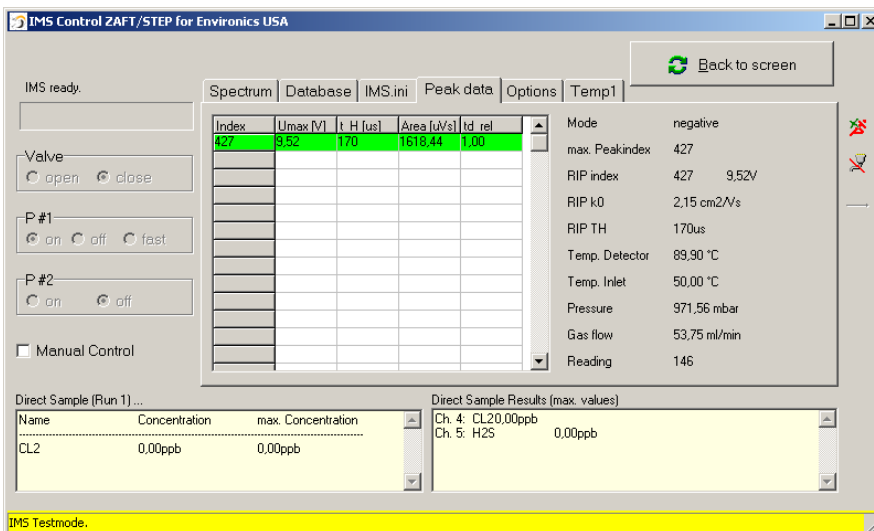 IMS Control ZAFT/STEP for Environics USA
Back to screen
IMS ready.
Spectrum Database IMS.ini Peak data Options Temp1
Index Umax [V] t_H [us] Area [uVs] td_rel
427 9,52 170 1618,44 1,00
Mode negative
max. Peakindex 427
RIP index 427 9,52V
RIP k0 2,15 cm2/Vs
RIP TH 170us
Temp. Detector 89,90 °C
Temp. Inlet 50,00 °C
Pressure 971,56 mbar
Gas flow 53,75 ml/min
Reading 146
Valve
open close
P #1
on off fast
P #2
on off
Manual Control
Direct Sample (Run 1) ...
Name Concentration max. Concentration
CL2 0,00ppb 0,00ppb
Direct Sample Results (max. values)
Ch. 4: CL20,00ppb
Ch. 5: H2S 0,00ppb
IMS Testmode.